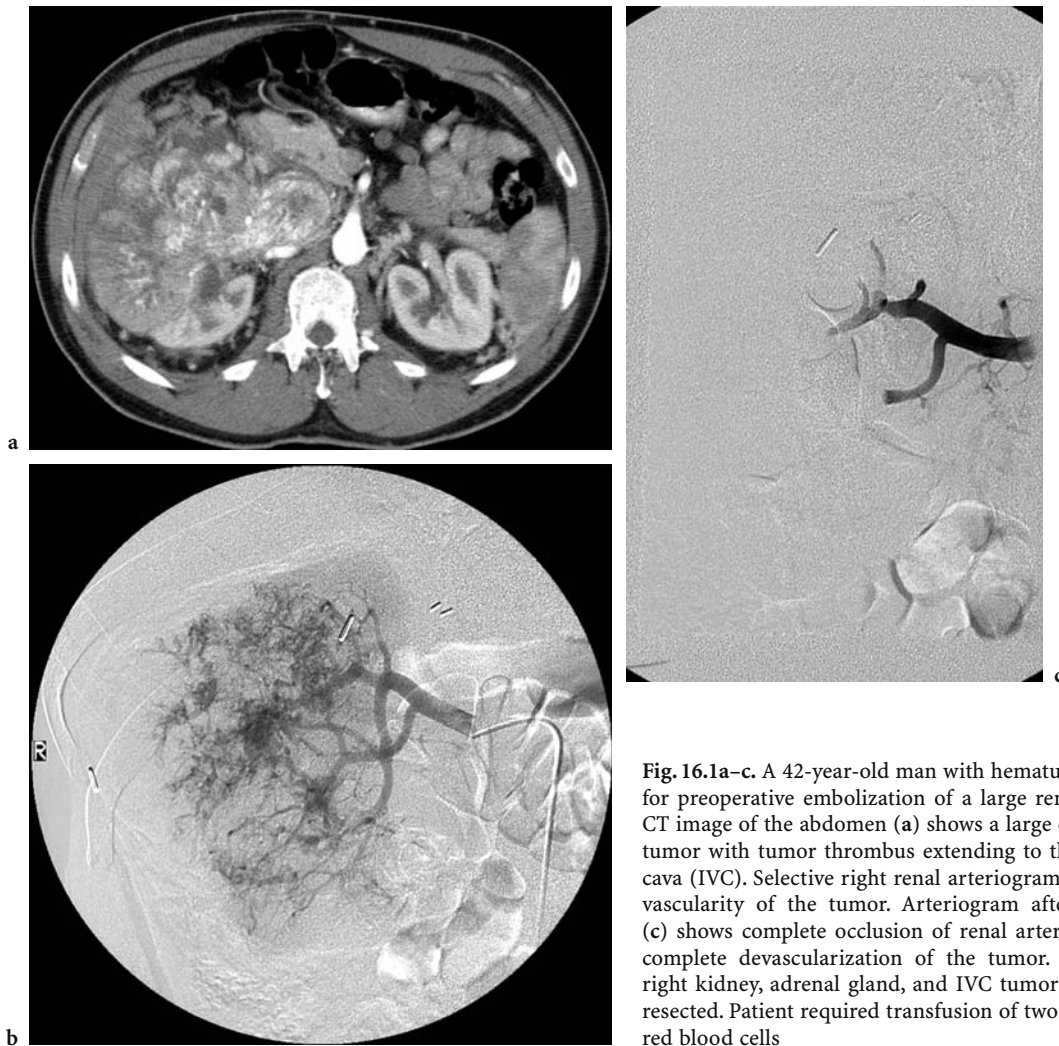 a
c
R
b
Fig. 16.1a–c. A 42-year-old man with hematu
for preoperative embolization of a large ren
CT image of the abdomen (a) shows a large
tumor with tumor thrombus extending to th
cava (IVC). Selective right renal arteriogram
vascularity of the tumor. Arteriogram afte
(c) shows complete occlusion of renal arter
complete devascularization of the tumor.
right kidney, adrenal gland, and IVC tumor
resected. Patient required transfusion of two
red blood cells